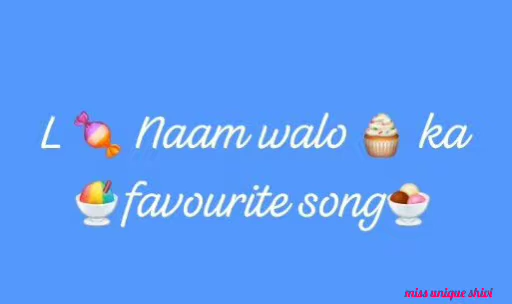 L 🍬 Naam walo 🧁 ka
🍧favourite song🍨
miss unique shivi